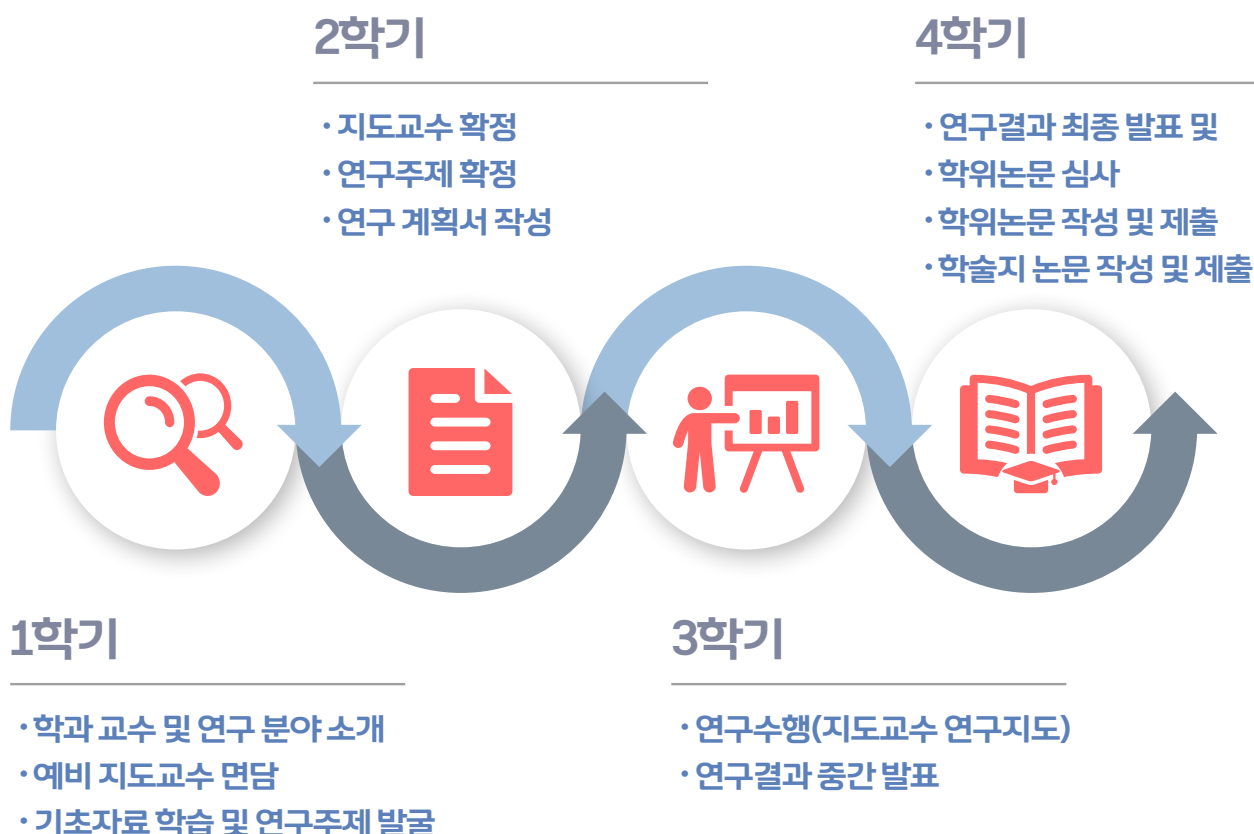 2학기
· 지도교수 확정
· 연구주제 확정
· 연구 계획서 작성
4학기
· 연구결과 최종 발표 및
· 학위논문 심사
· 학위논문 작성 및 제출
· 학술지 논문 작성 및 제출
1학기
· 학과 교수 및 연구 분야 소개
· 예비 지도교수 면담
· 기초자료 학습 및 연구주제 발굴
3학기
· 연구수행(지도교수 연구지도)
· 연구결과 중간 발표